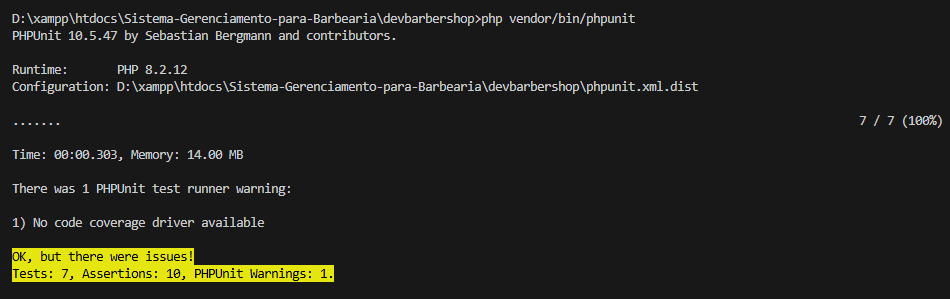 D:\xampp\htdocs\Sistema-Gerenciamento-para-Barbearia\devbarbershop>php vendor/bin/phpunit
PHPUnit 10.5.47 by Sebastian Bergmann and contributors.
Runtime:       PHP 8.2.12
Configuration: D:\xampp\htdocs\Sistema-Gerenciamento-para-Barbearia\devbarbershop\phpunit.xml.dist
.......                                                             7 / 7 (100%)
Time: 00:00.303, Memory: 14.00 MB
There was 1 PHPUnit test runner warning:
1) No code coverage driver available
OK, but there were issues!
Tests: 7, Assertions: 10, PHPUnit Warnings: 1.